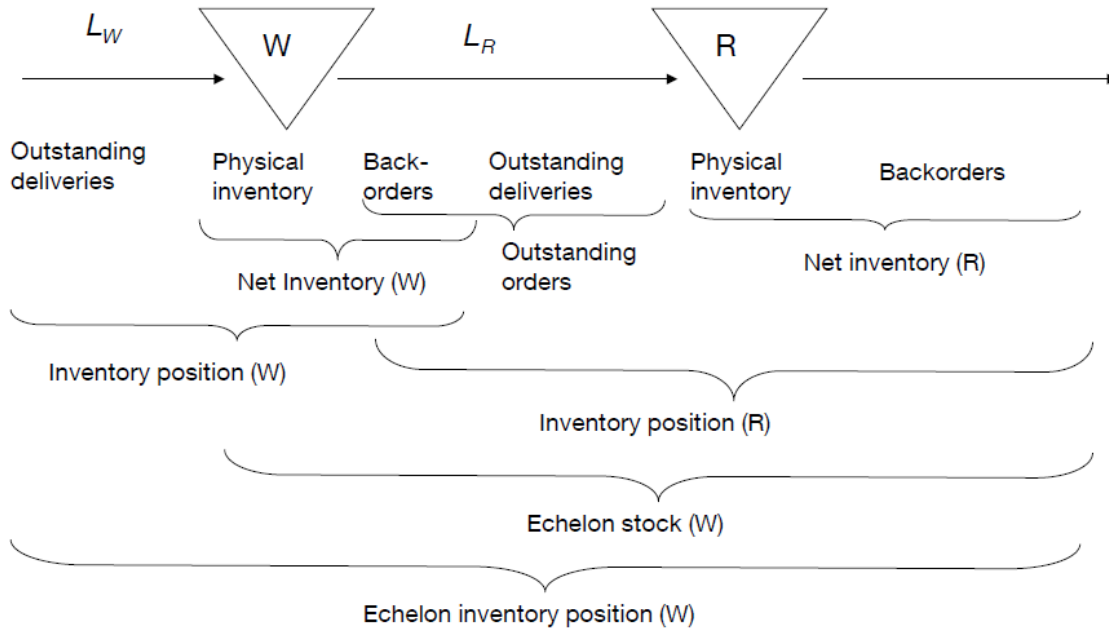 L_W
W
L_R
R
Outstanding
deliveries
Physical
inventory
Back-
orders
Outstanding
deliveries
Physical
inventory
Backorders
Outstanding
orders
Net Inventory (W)
Net inventory (R)
Inventory position (W)
Inventory position (R)
Echelon stock (W)
Echelon inventory position (W)